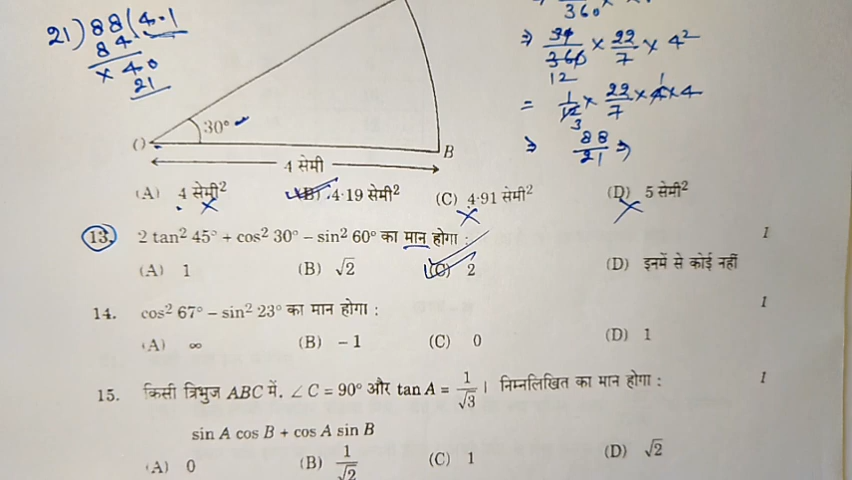 360
21 ) 88 ( 4.1
84
× 40
21
⇒ 30/360 × 22/7 × 4²
12
= 1/12 × 22/7 × 4 × 4
3
⇒ 88/21 ⇒
O 30° B
4 सेमी
(A) 4 सेमी² (B) 4·19 सेमी² (C) 4·91 सेमी² (D) 5 सेमी²
13. 2 tan² 45° + cos² 30° – sin² 60° का मान होगा : 1
(A) 1 (B) √2 (C) 2 (D) इनमें से कोई नहीं
14. cos² 67° – sin² 23° का मान होगा : 1
(A) ∞ (B) – 1 (C) 0 (D) 1
15. किसी त्रिभुज ABC में, ∠ C = 90° और tan A = 1/√3 । निम्नलिखित का मान होगा : 1
sin A cos B + cos A sin B
(A) 0 (B) 1/√2 (C) 1 (D) √2